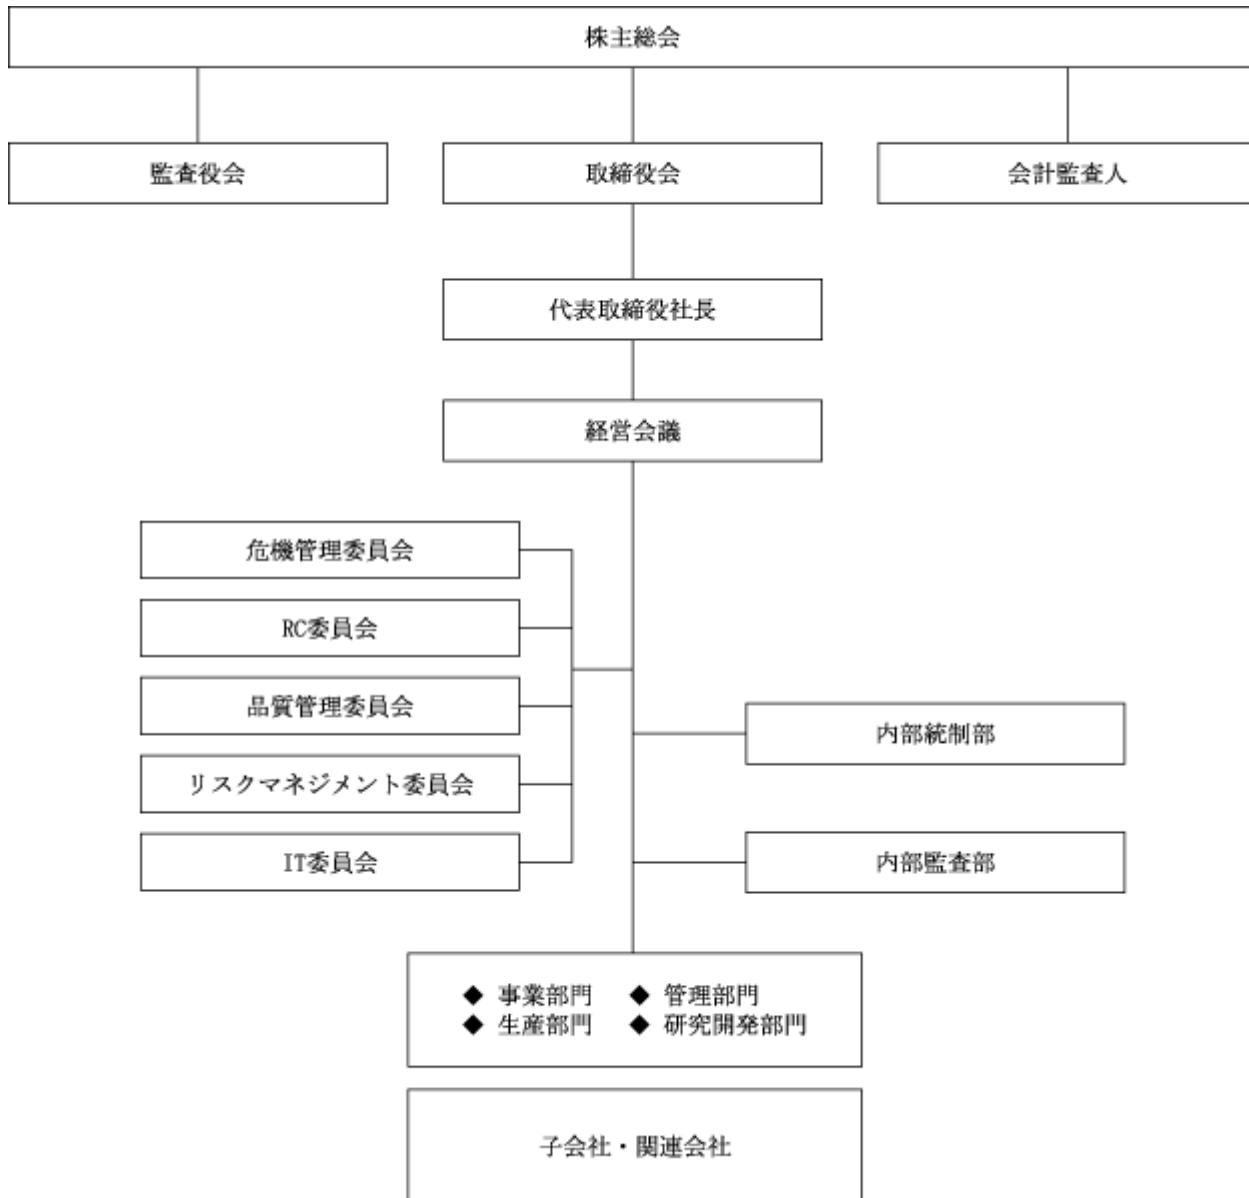 株主総会
監査役会
取締役会
会計監査人
代表取締役社長
経営会議
危機管理委員会
RC委員会
品質管理委員会
リスクマネジメント委員会
IT委員会
内部統制部
内部監査部
◆ 事業部門 ◆ 管理部門
◆ 生産部門 ◆ 研究開発部門
子会社・関連会社